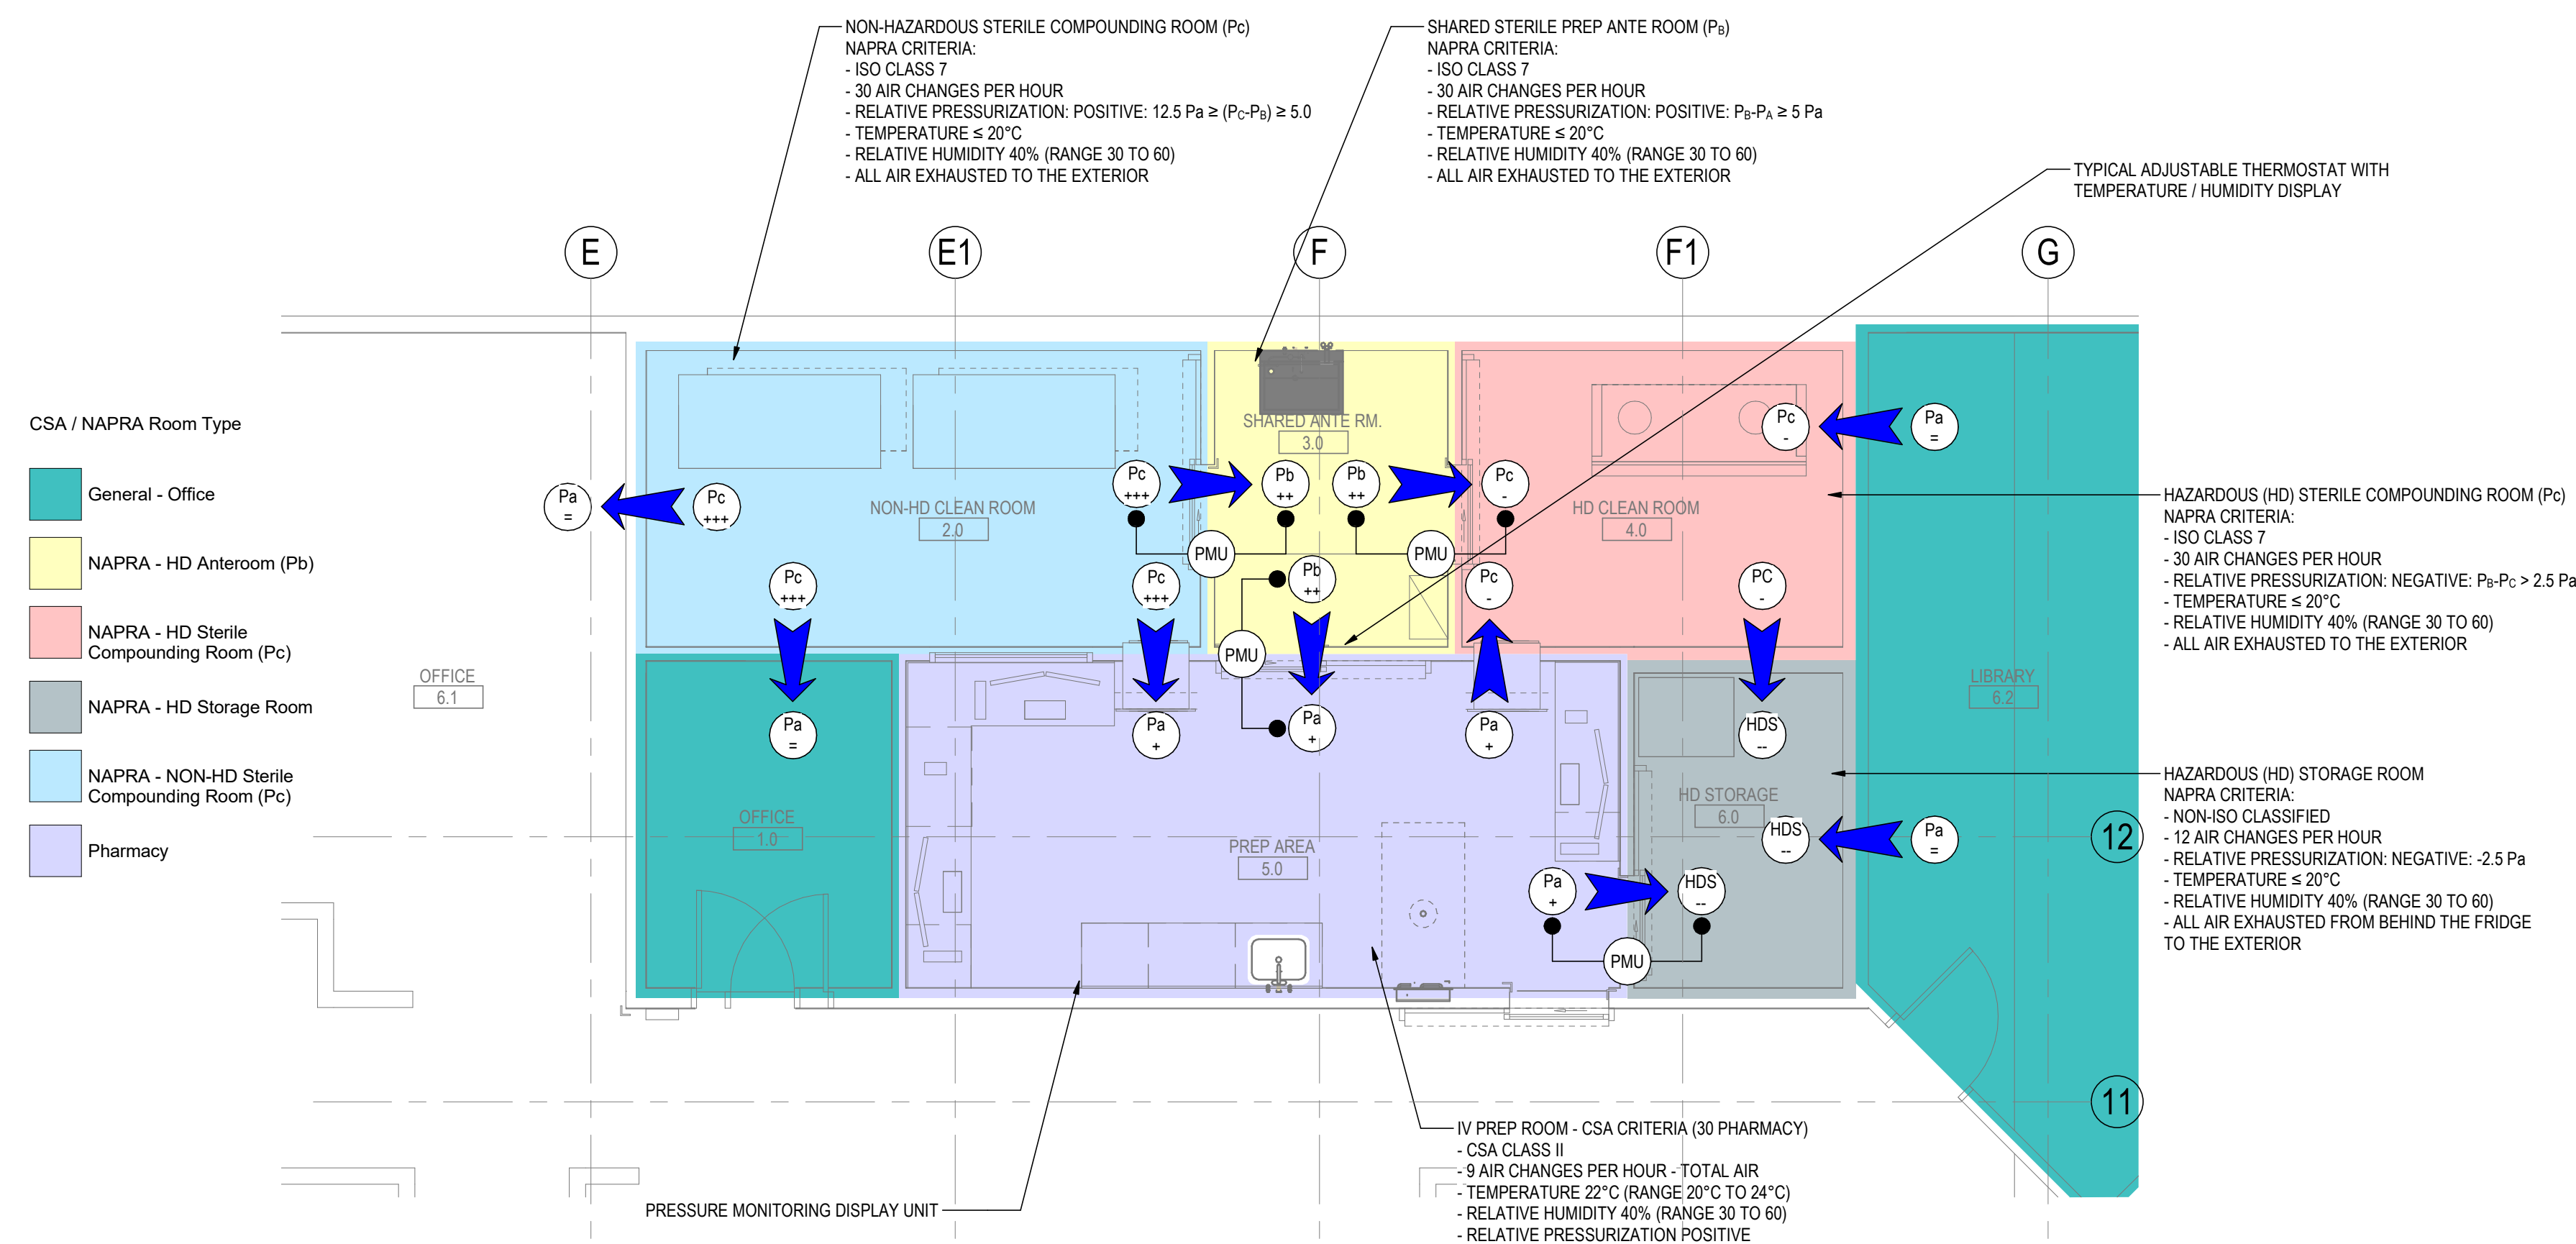 NON-HAZARDOUS STERILE COMPOUNDING ROOM (Pc)
NAPRA CRITERIA:
- ISO CLASS 7
- 30 AIR CHANGES PER HOUR
- RELATIVE PRESSURIZATION: POSITIVE: 12.5 Pa ≥ (PC-PB) ≥ 5.0
- TEMPERATURE ≤ 20°C
- RELATIVE HUMIDITY 40% (RANGE 30 TO 60)
- ALL AIR EXHAUSTED TO THE EXTERIOR
SHARED STERILE PREP ANTE ROOM (PB)
NAPRA CRITERIA:
- ISO CLASS 7
- 30 AIR CHANGES PER HOUR
- RELATIVE PRESSURIZATION: POSITIVE: PB-PA ≥ 5 Pa
- TEMPERATURE ≤ 20°C
- RELATIVE HUMIDITY 40% (RANGE 30 TO 60)
- ALL AIR EXHAUSTED TO THE EXTERIOR
TYPICAL ADJUSTABLE THERMOSTAT WITH
TEMPERATURE / HUMIDITY DISPLAY
E
E1
F
F1
G
CSA / NAPRA Room Type
General - Office
NAPRA - HD Anteroom (Pb)
NAPRA - HD Sterile
Compounding Room (Pc)
NAPRA - HD Storage Room
NAPRA - NON-HD Sterile
Compounding Room (Pc)
Pharmacy
SHARED ANTE RM.
3.0
Pc
-
Pa
=
Pa
=
Pc
+++
NON-HD CLEAN ROOM
2.0
Pc
+++
Pb
++
Pb
++
Pc
-
HD CLEAN ROOM
4.0
PMU
PMU
Pc
+++
Pc
+++
Pb
++
Pc
-
PC
-
HAZARDOUS (HD) STERILE COMPOUNDING ROOM (Pc)
NAPRA CRITERIA:
- ISO CLASS 7
- 30 AIR CHANGES PER HOUR
- RELATIVE PRESSURIZATION: NEGATIVE: PB-PC > 2.5 Pa
- TEMPERATURE ≤ 20°C
- RELATIVE HUMIDITY 40% (RANGE 30 TO 60)
- ALL AIR EXHAUSTED TO THE EXTERIOR
OFFICE
6.1
PMU
LIBRARY
6.2
Pa
=
Pa
+
Pa
+
Pa
+
HDS
--
OFFICE
1.0
PREP AREA
5.0
HD STORAGE
6.0
HDS
--
Pa
=
12
Pa
+
HDS
--
PMU
HAZARDOUS (HD) STORAGE ROOM
NAPRA CRITERIA:
- NON-ISO CLASSIFIED
- 12 AIR CHANGES PER HOUR
- RELATIVE PRESSURIZATION: NEGATIVE: -2.5 Pa
- TEMPERATURE ≤ 20°C
- RELATIVE HUMIDITY 40% (RANGE 30 TO 60)
- ALL AIR EXHAUSTED FROM BEHIND THE FRIDGE
TO THE EXTERIOR
11
IV PREP ROOM - CSA CRITERIA (30 PHARMACY)
- CSA CLASS II
- 9 AIR CHANGES PER HOUR - TOTAL AIR
- TEMPERATURE 22°C (RANGE 20°C TO 24°C)
- RELATIVE HUMIDITY 40% (RANGE 30 TO 60)
- RELATIVE PRESSURIZATION POSITIVE
PRESSURE MONITORING DISPLAY UNIT